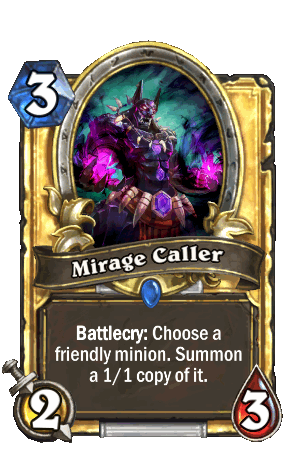 3
Mirage Caller
Battlecry: Choose a
friendly minion. Summon
a 1/1 copy of it.
2
3